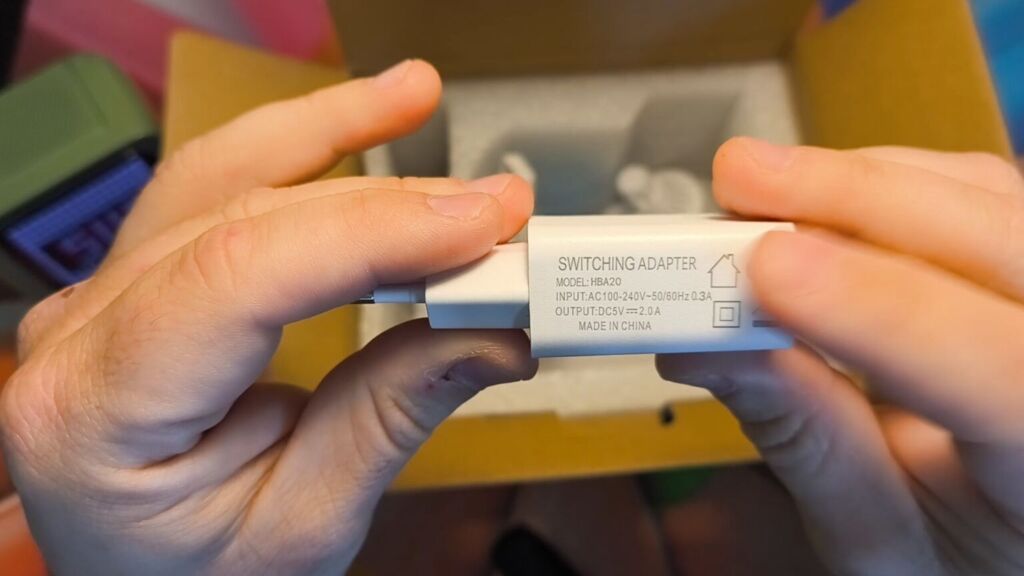 SWITCHING ADAPTER
MODEL: HBA20
INPUT:AC100-240V~50/60Hz 0.3A
OUTPUT:DC5V⎓2.0A
MADE IN CHINA